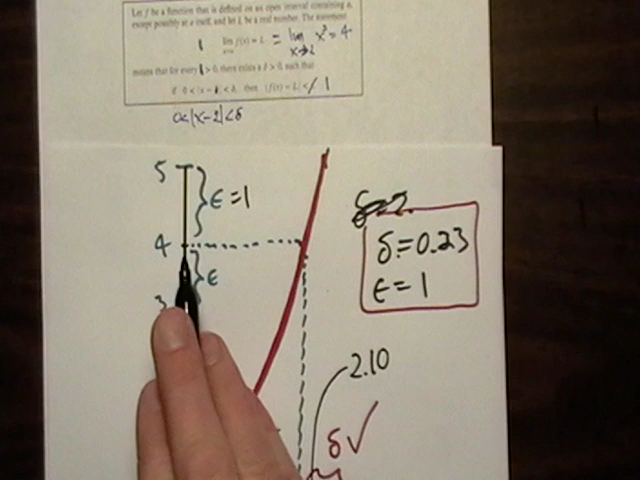 Let f be a function that is defined on an open interval containing a,
except possibly at a itself, and let L be a real number. The statement
lim f(x) = L = lim x² = 4
x→2
means that for every > 0, there exists a δ > 0, such that
if 0 < |x - | < δ, then |f(x) - L| < 1
0<|x-2|<δ
5
ϵ = 1
4
ϵ
3
δ = 0.23
ϵ = 1
2.10
δ ✓